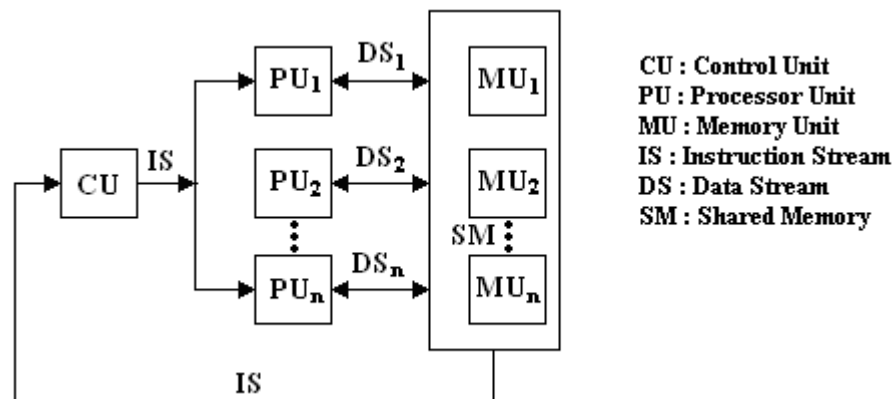 DS₁
PU₁
MU₁
IS
CU
DS₂
PU₂
MU₂
SM
DSₙ
PUₙ
MUₙ
IS
CU : Control Unit
PU : Processor Unit
MU : Memory Unit
IS : Instruction Stream
DS : Data Stream
SM : Shared Memory